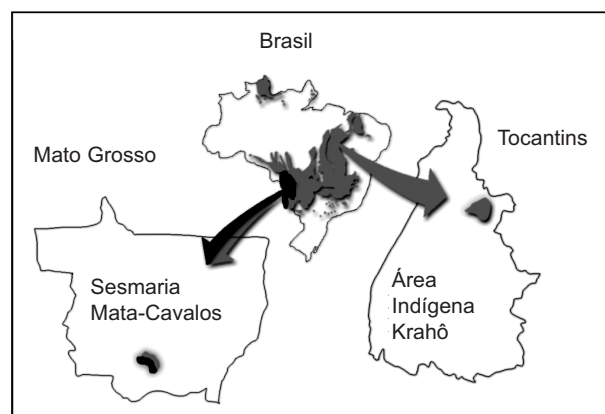 Brasil
Mato Grosso
Tocantins
Sesmaria
Mata-Cavalos
Área
Indígena
Krahô